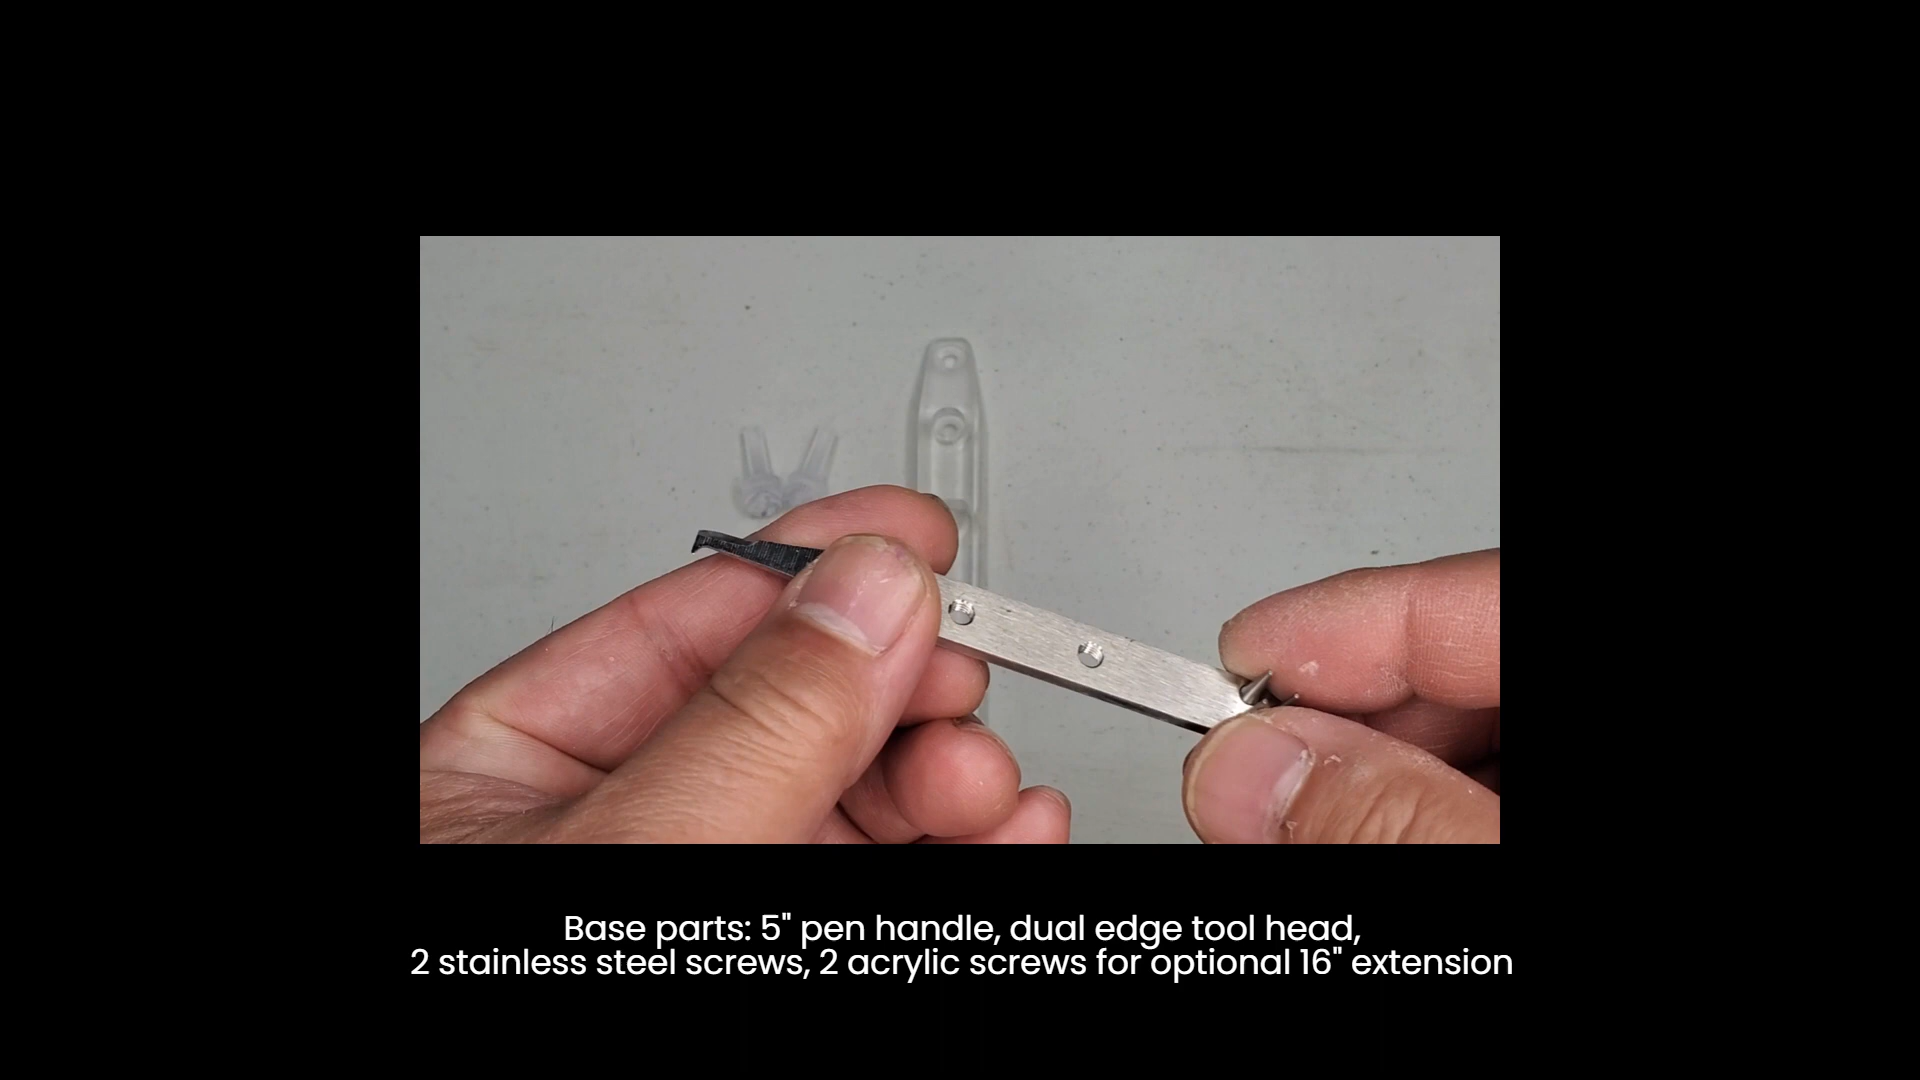 Base parts: 5" pen handle, dual edge tool head,
2 stainless steel screws, 2 acrylic screws for optional 16" extension